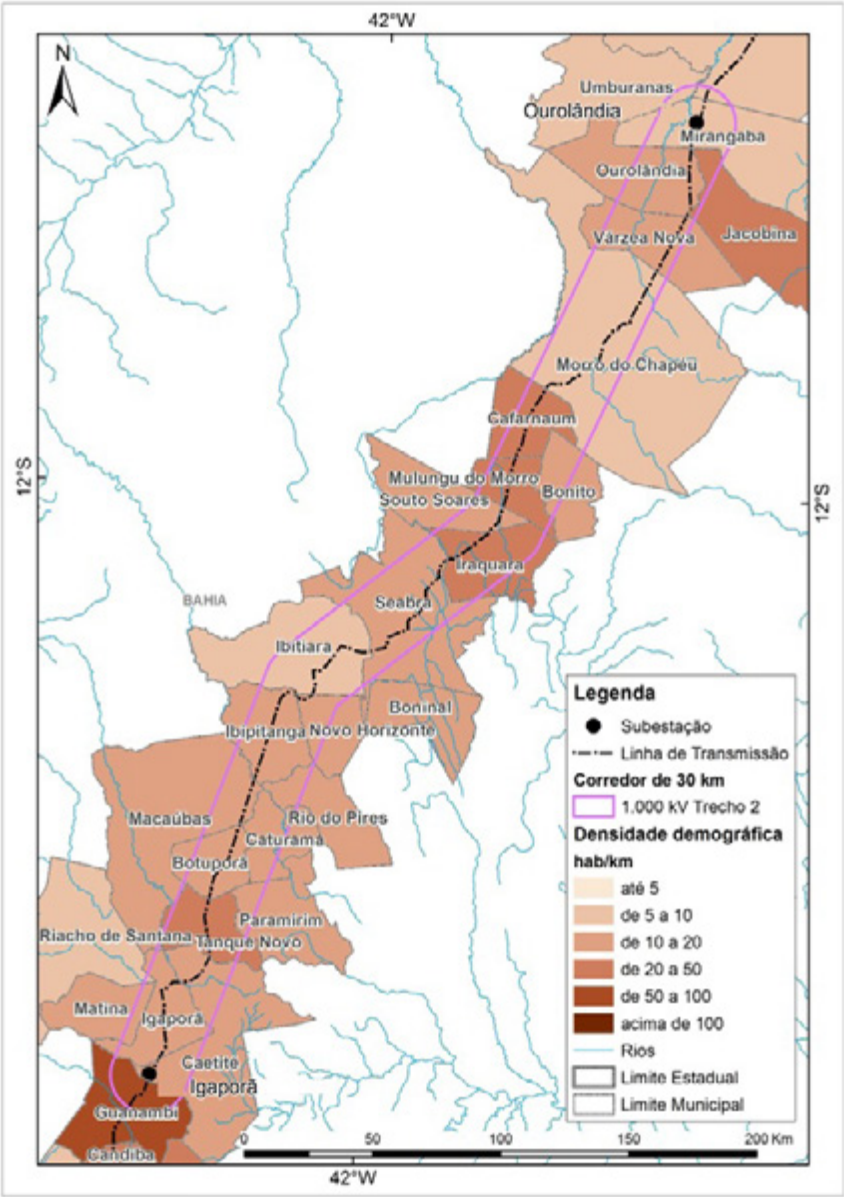 42°W
N
Umburanas
Ourolândia
Mirangaba
Ourolândia
Várzea Nova
Jacobina
Morro do Chapéu
Cafarnaum
12°S
12°S
Mulungu do Morro
Souto Soares
Bonito
Iraquara
BAHIA
Seabra
Ibitiara
Boninal
Ibipitanga
Novo Horizonte
Macaúbas
Rio do Pires
Caturama
Botuporã
Paramirim
Riacho de Santana
Tanque Novo
Matina
Igaporã
Caetité
Igaporã
Guanambi
Candiba
Legenda
Subestação
Linha de Transmissão
Corredor de 30 km
1.000 kV Trecho 2
Densidade demográfica
hab/km
até 5
de 5 a 10
de 10 a 20
de 20 a 50
de 50 a 100
acima de 100
Rios
Limite Estadual
Limite Municipal
0 50 100 150 200 Km
42°W